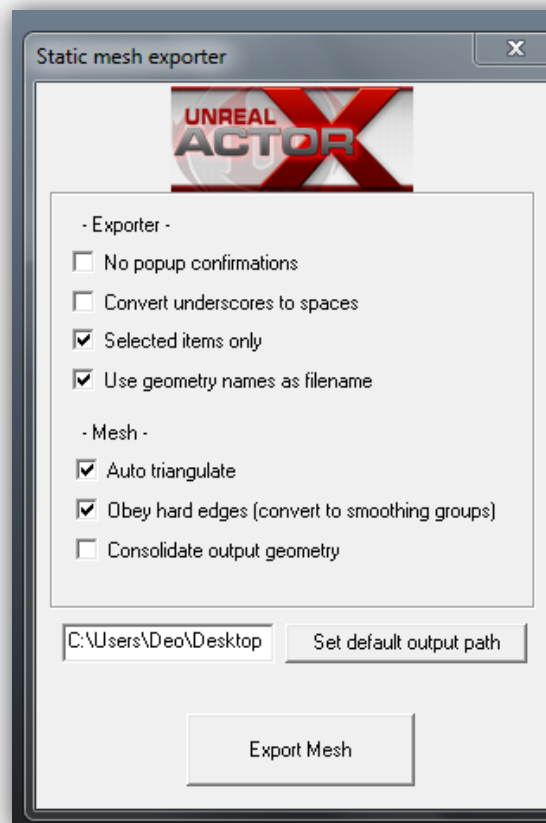 Static mesh exporter
X
UNREAL
ACTOR X
- Exporter -
No popup confirmations
Convert underscores to spaces
Selected items only
Use geometry names as filename
- Mesh -
Auto triangulate
Obey hard edges (convert to smoothing groups)
Consolidate output geometry
C:\Users\Deo\Desktop
Set default output path
Export Mesh